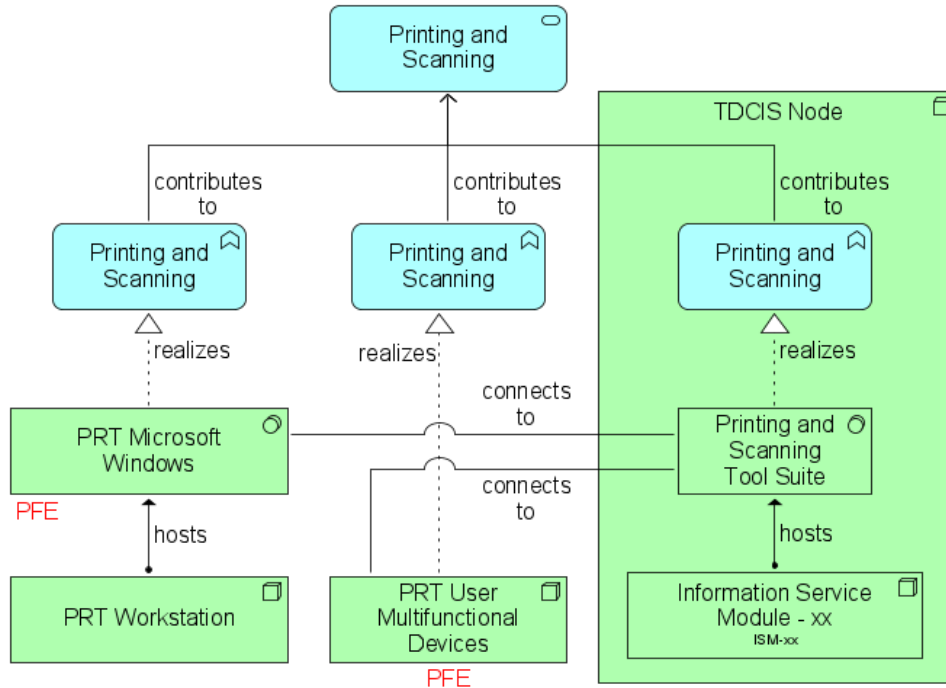 Printing and
Scanning
TDCIS Node
contributes
to
contributes
to
contributes
to
Printing and
Scanning
Printing and
Scanning
Printing and
Scanning
realizes
realizes
realizes
connects
to
PRT Microsoft
Windows
Printing and
Scanning
Tool Suite
PFE
connects
to
hosts
hosts
PRT Workstation
PRT User
Multifunctional
Devices
Information Service
Module - xx
ISM-xx
PFE